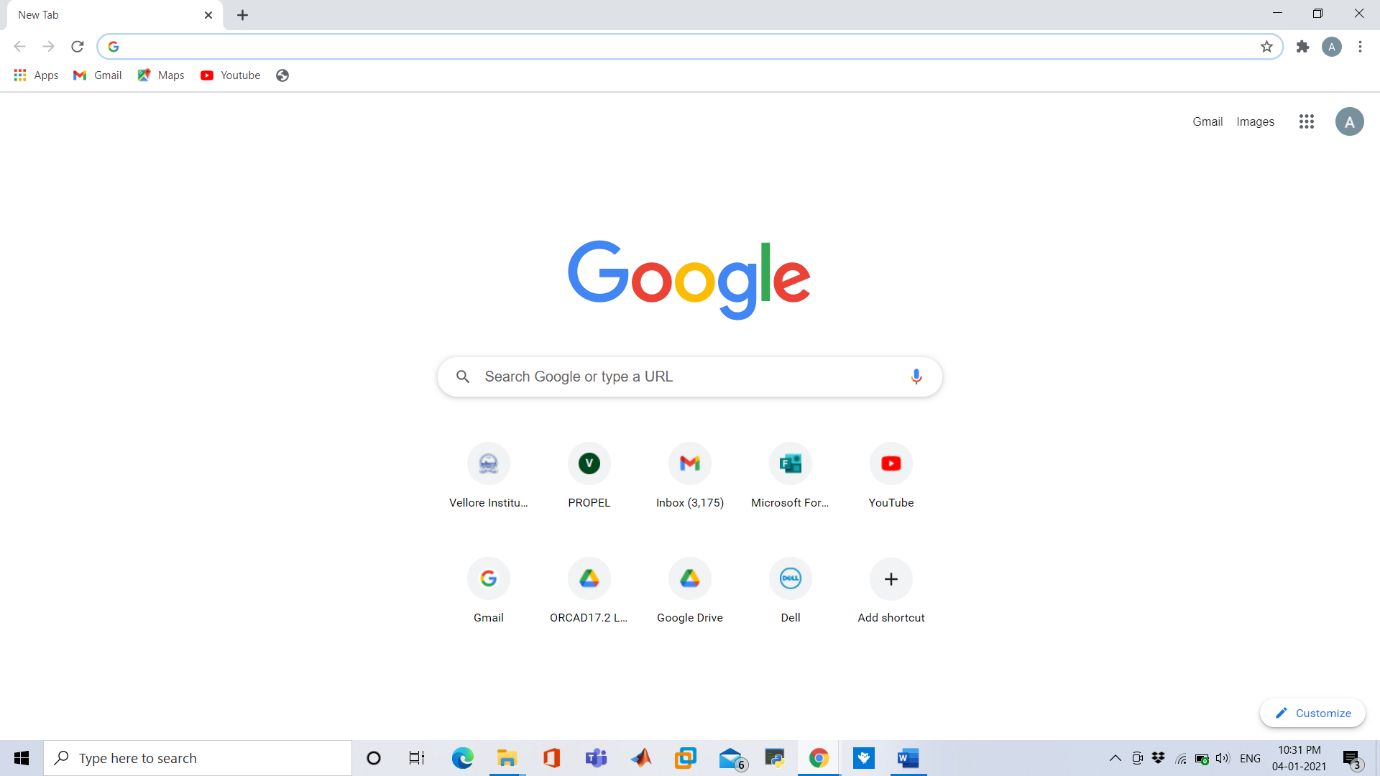 New Tab
Apps Gmail Maps Youtube
Gmail Images A
Google
Search Google or type a URL
Vellore Institu... PROPEL Inbox (3,175) Microsoft For... YouTube
Gmail ORCAD17.2 L... Google Drive Dell Add shortcut
Customize
Type here to search
6
ENG
10:31 PM
04-01-2021
3